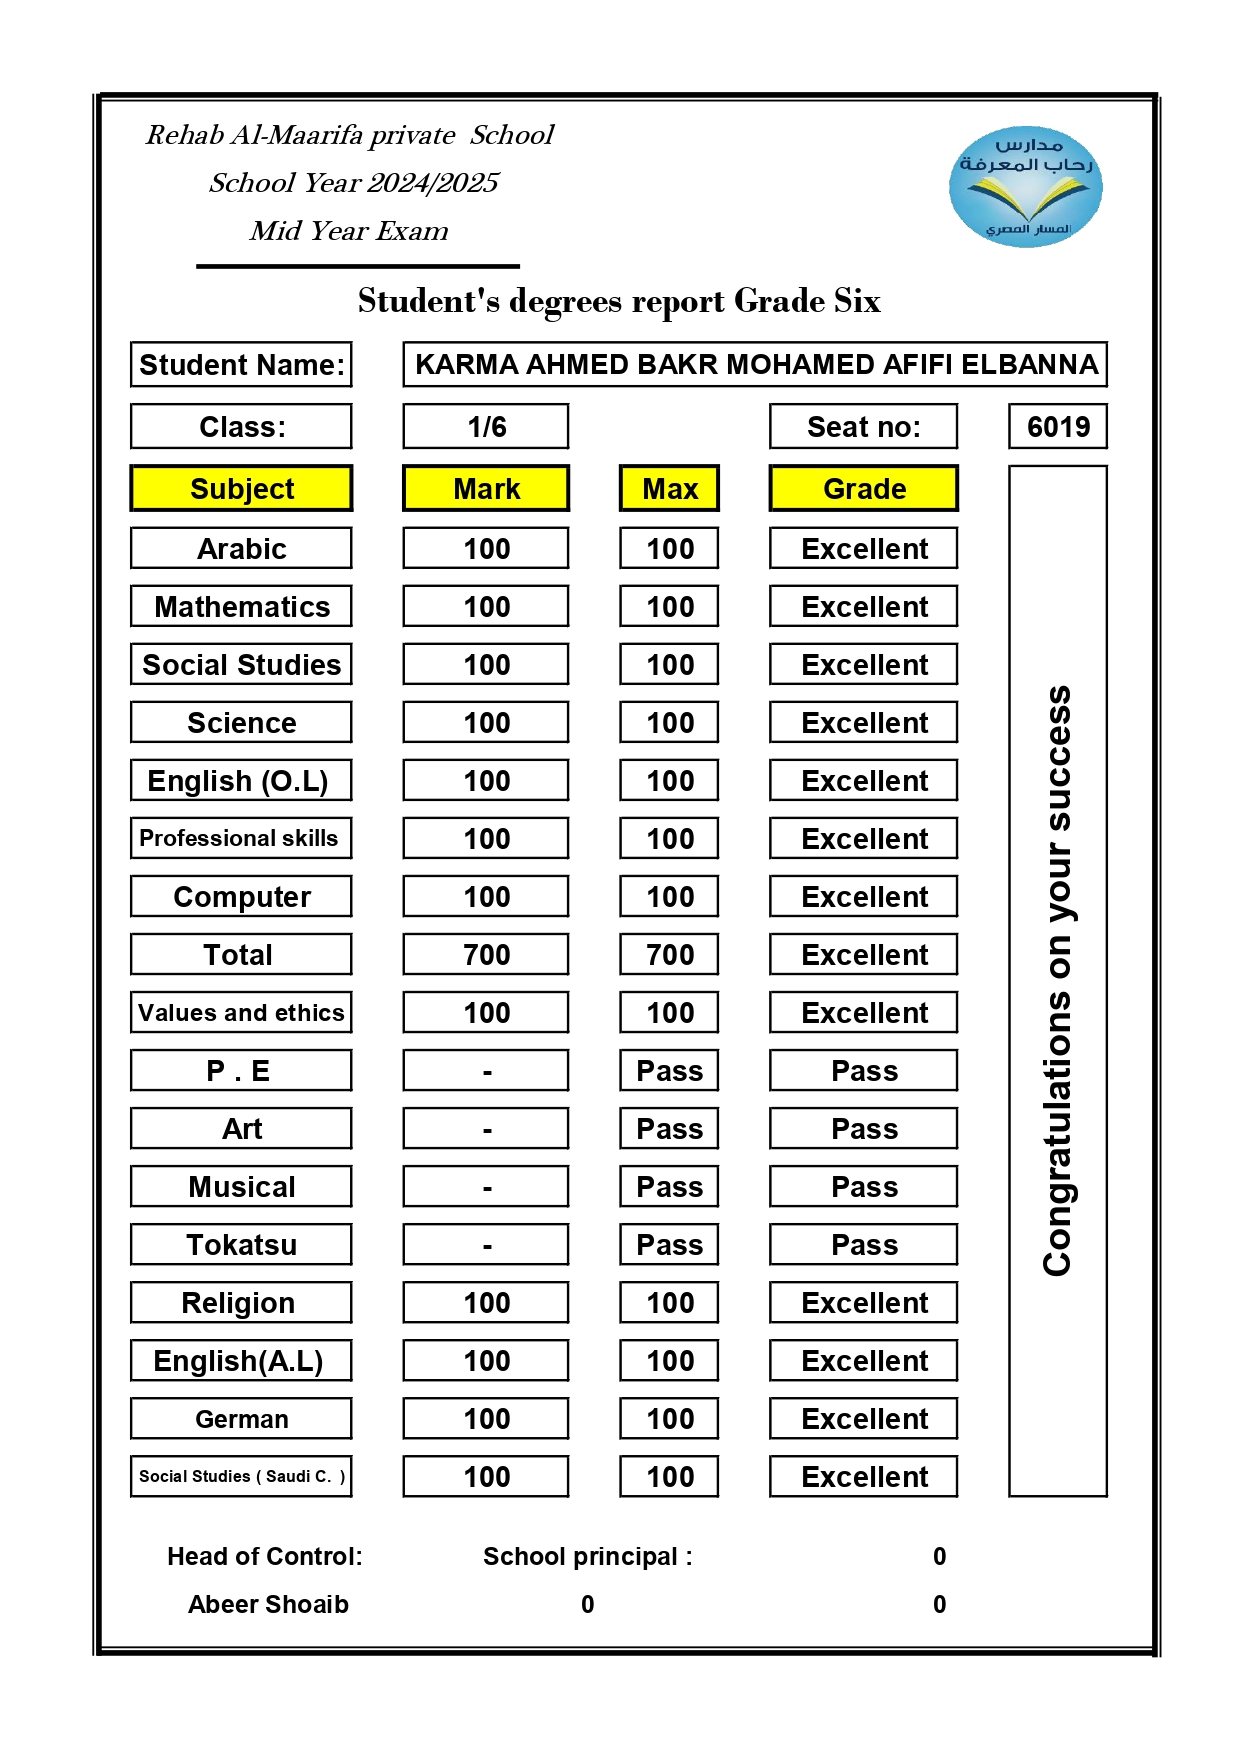 Rehab Al-Maarifa private School
School Year 2024/2025
Mid Year Exam
مدارس
رحاب المعرفة
المسار المصري
Student's degrees report Grade Six
Student Name: KARMA AHMED BAKR MOHAMED AFIFI ELBANNA
Class: 1/6 Seat no: 6019
Subject Mark Max Grade
Arabic 100 100 Excellent
Mathematics 100 100 Excellent
Social Studies 100 100 Excellent
Science 100 100 Excellent
English (O.L) 100 100 Excellent
Professional skills 100 100 Excellent
Computer 100 100 Excellent
Total 700 700 Excellent
Values and ethics 100 100 Excellent
P . E - Pass Pass
Art - Pass Pass
Musical - Pass Pass
Tokatsu - Pass Pass
Religion 100 100 Excellent
English(A.L) 100 100 Excellent
German 100 100 Excellent
Social Studies ( Saudi C. ) 100 100 Excellent
Congratulations on your success
Head of Control: School principal : 0
Abeer Shoaib 0 0